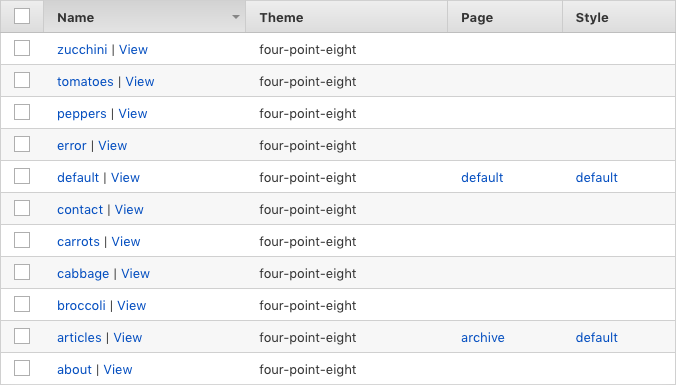 Name Theme Page Style
zucchini | View four-point-eight
tomatoes | View four-point-eight
peppers | View four-point-eight
error | View four-point-eight
default | View four-point-eight default default
contact | View four-point-eight
carrots | View four-point-eight
cabbage | View four-point-eight
broccoli | View four-point-eight
articles | View four-point-eight archive default
about | View four-point-eight